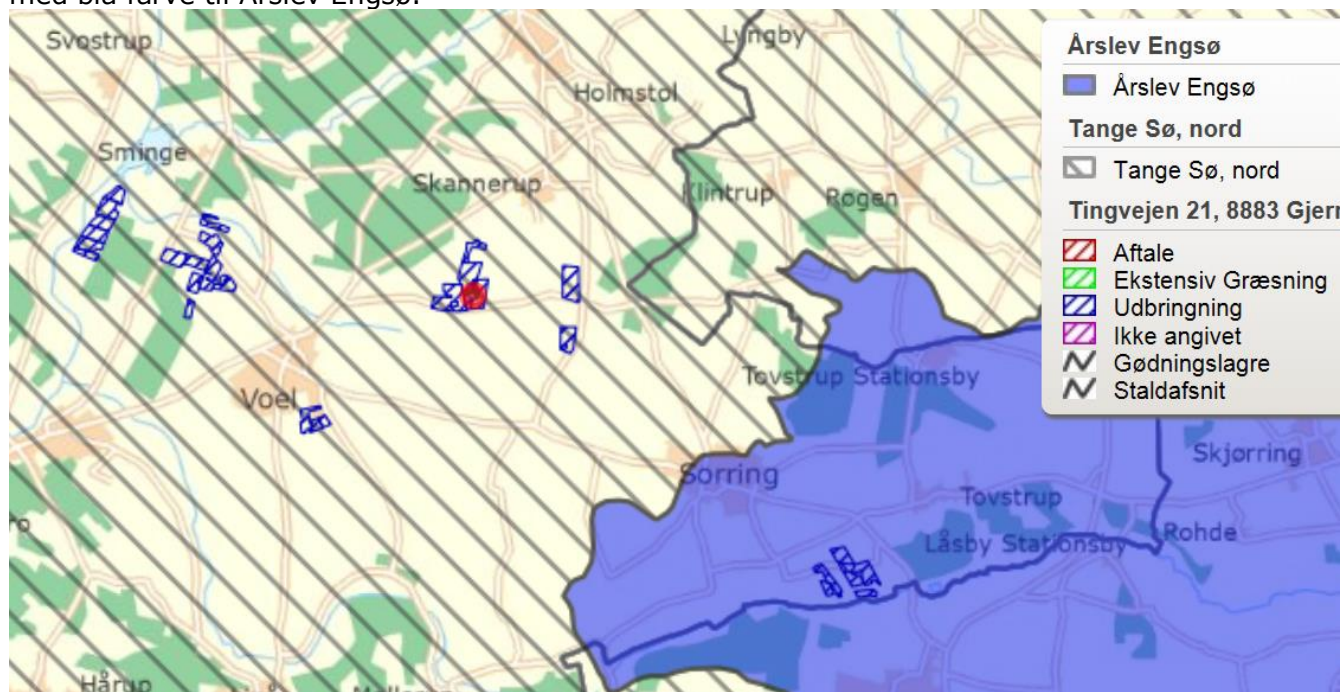 med blå farve til Årslev Engsø.
Svostrup
Lyngby
Holmstol
Sminge
Skannerup
Klintrup
Røgen
Tovstrup Stationsby
Voel
Sorring
Skjørring
Tovstrup
Låsby Stationsby
Rohde
Hårup
Årslev Engsø
Årslev Engsø
Tange Sø, nord
Tange Sø, nord
Tingvejen 21, 8883 Gjern
Aftale
Ekstensiv Græsning
Udbringning
Ikke angivet
Gødningslagre
Staldafsnit